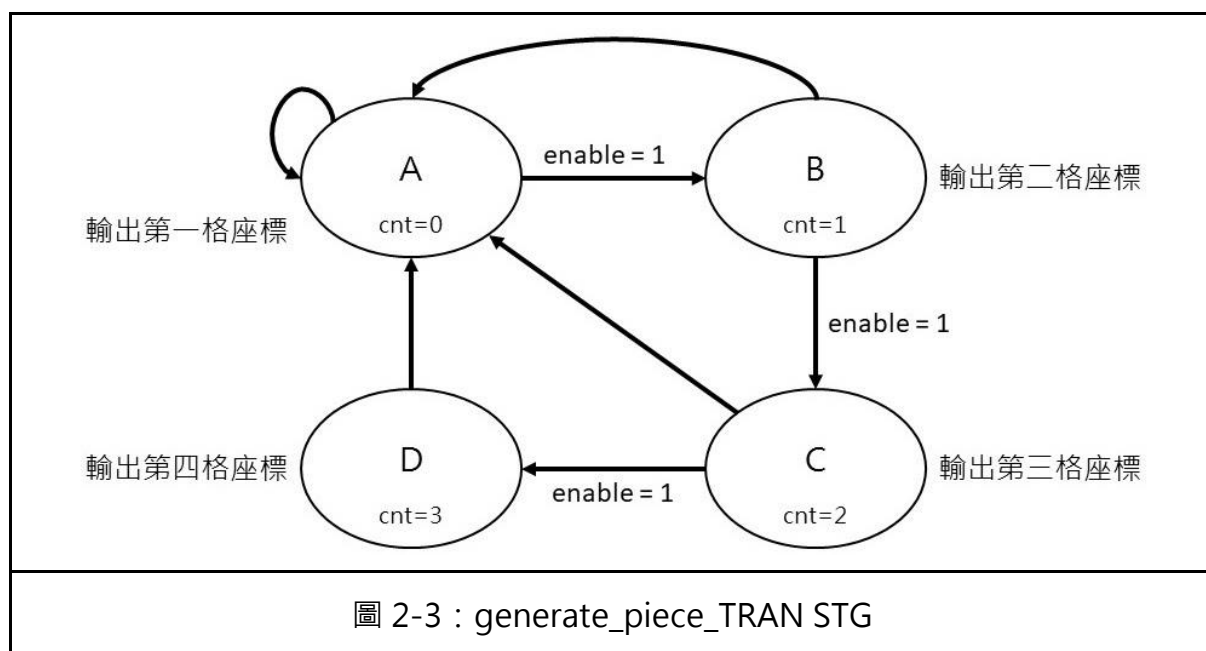 A
cnt=0
輸出第一格座標
enable = 1
B
cnt=1
輸出第二格座標
enable = 1
D
cnt=3
輸出第四格座標
enable = 1
C
cnt=2
輸出第三格座標
圖 2-3：generate_piece_TRAN STG